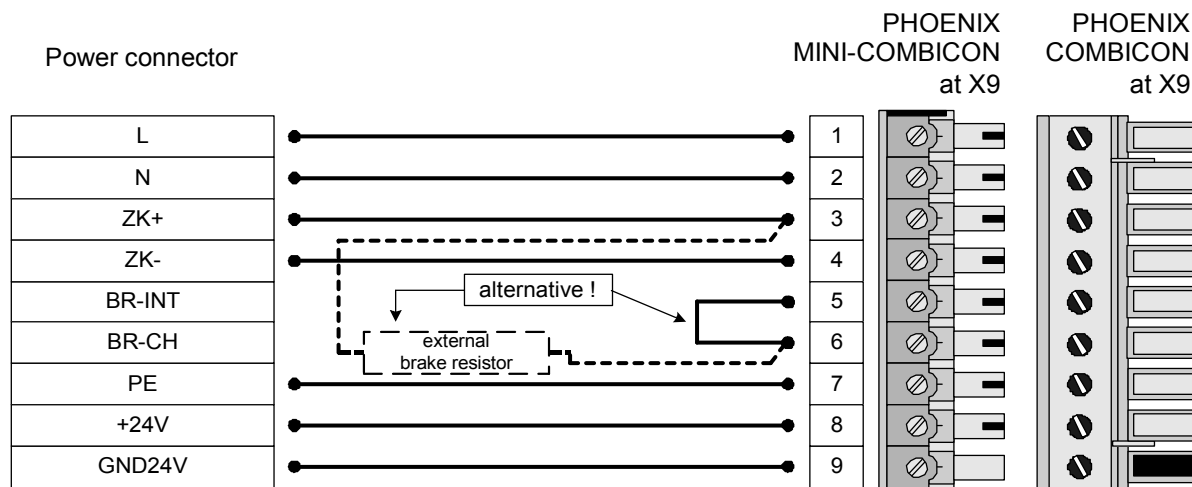 Power connector
PHOENIX
MINI-COMBICON
at X9
PHOENIX
COMBICON
at X9
L
1
N
2
ZK+
3
ZK-
4
BR-INT
alternative !
5
BR-CH
external
brake resistor
6
PE
7
+24V
8
GND24V
9